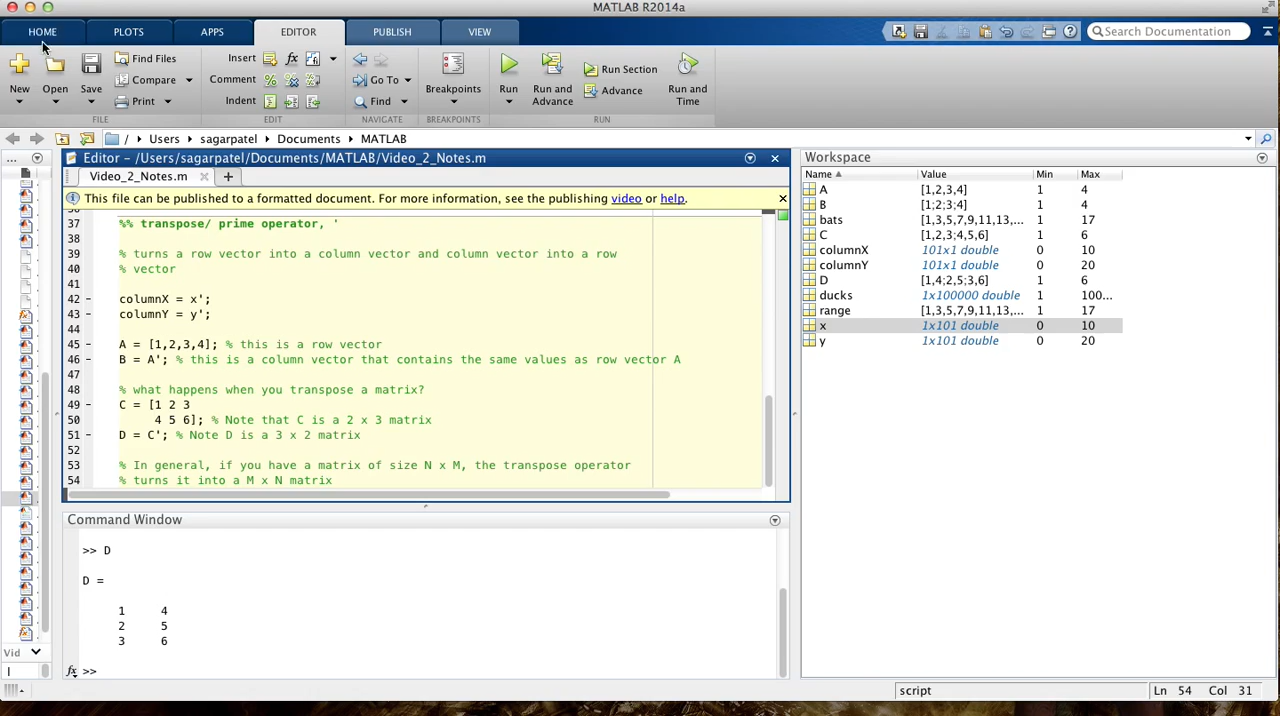 MATLAB R2014a
HOME PLOTS APPS EDITOR PUBLISH VIEW
Search Documentation
New Open Save Find Files Compare Print
Insert fx
Comment % % %
Indent
Go To
Find
Breakpoints
Run Run and Advance Run Section Advance Run and Time
FILE EDIT NAVIGATE BREAKPOINTS RUN
/ Users sagarpatel Documents MATLAB
Editor - /Users/sagarpatel/Documents/MATLAB/Video_2_Notes.m
Video_2_Notes.m
This file can be published to a formatted document. For more information, see the publishing video or help.
37 %% transpose/ prime operator, '
38
39 % turns a row vector into a column vector and column vector into a row
40 % vector
41
42 - columnX = x';
43 - columnY = y';
44
45 - A = [1,2,3,4]; % this is a row vector
46 - B = A'; % this is a column vector that contains the same values as row vector A
47
48 % what happens when you transpose a matrix?
49 - C = [1 2 3
50 4 5 6]; % Note that C is a 2 x 3 matrix
51 - D = C'; % Note D is a 3 x 2 matrix
52
53 % In general, if you have a matrix of size N x M, the transpose operator
54 % turns it into a M x N matrix
Command Window
>> D
D =
1 4
2 5
3 6
fx >>
Vid
Workspace
Name Value Min Max
A [1,2,3,4] 1 4
B [1;2;3;4] 1 4
bats [1,3,5,7,9,11,13,... 1 17
C [1,2,3;4,5,6] 1 6
columnX 101x1 double 0 10
columnY 101x1 double 0 20
D [1,4;2,5;3,6] 1 6
ducks 1x100000 double 1 100...
range [1,3,5,7,9,11,13,... 1 17
x 1x101 double 0 10
y 1x101 double 0 20
script Ln 54 Col 31